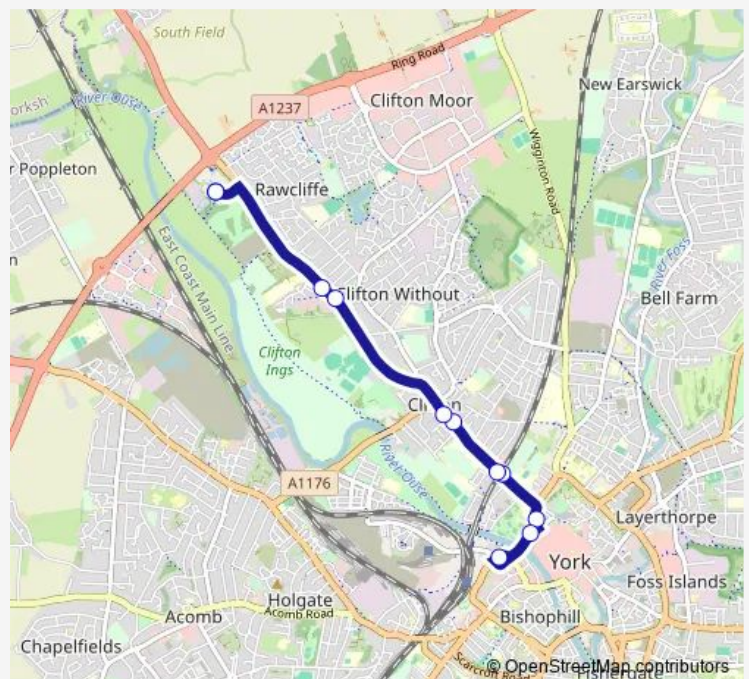 South Field
Ring Road
New Earswick
A1237
Clifton Moor
River Ouse
Wigginton Road
r Poppleton
Rawcliffe
East Coast Main Line
River Foss
n
Clifton Without
Bell Farm
Clifton
Ings
River Ouse
A1176
Layerthorpe
York
Foss Islands
Holgate
Acomb
Acomb Road
Bishophill
Chapelfields
Scarcroft Road
© OpenStreetMap contributors